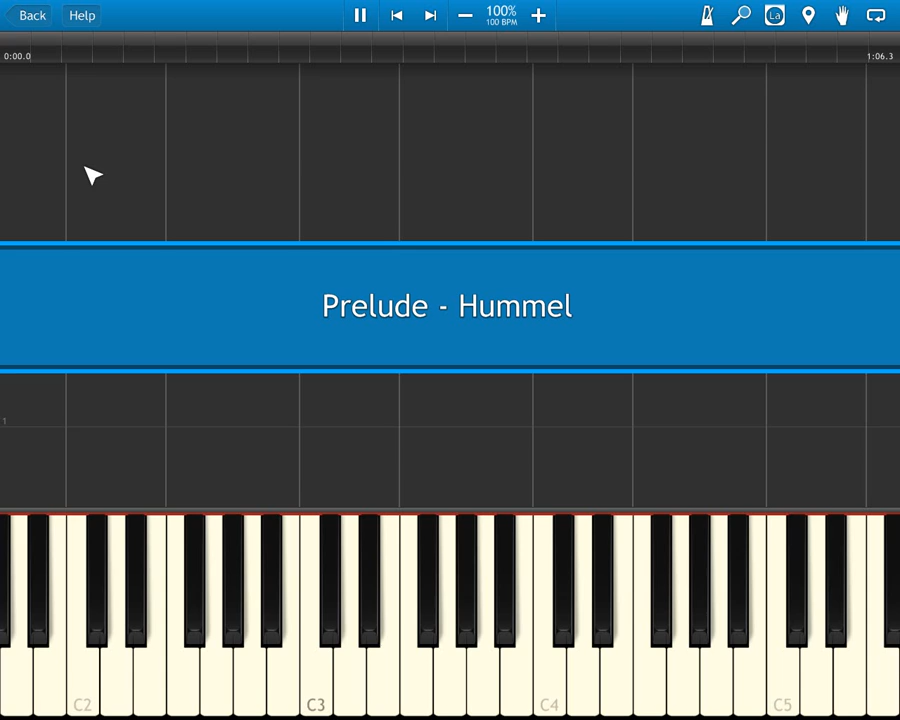 Back Help 100% 100 BPM La
0:00.0 1:06.3
Prelude - Hummel
1
C2 C3 C4 C5